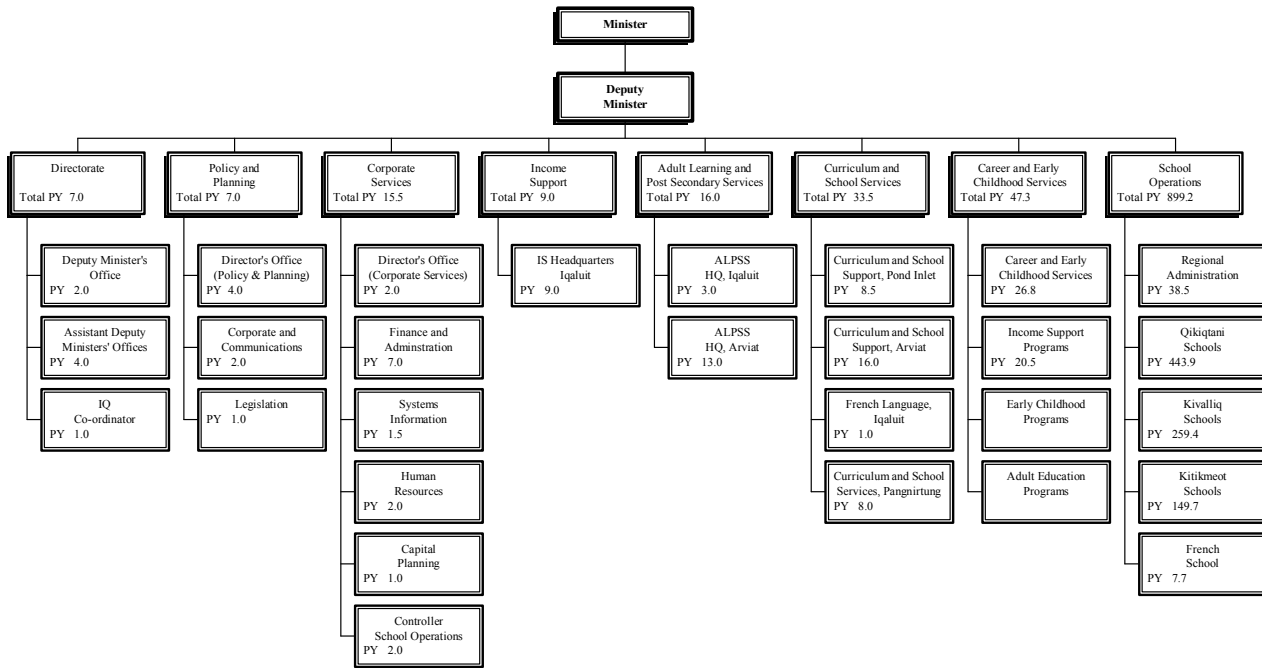 Minister
Deputy
Minister
Directorate
Total PY 7.0
Policy and
Planning
Total PY 7.0
Corporate
Services
Total PY 15.5
Income
Support
Total PY 9.0
Adult Learning and
Post Secondary Services
Total PY 16.0
Curriculum and
School Services
Total PY 33.5
Career and Early
Childhood Services
Total PY 47.3
School
Operations
Total PY 899.2
Deputy Minister's
Office
PY 2.0
Assistant Deputy
Ministers' Offices
PY 4.0
IQ
Co-ordinator
PY 1.0
Director's Office
(Policy & Planning)
PY 4.0
Corporate and
Communications
PY 2.0
Legislation
PY 1.0
Director's Office
(Corporate Services)
PY 2.0
Finance and
Adminstration
PY 7.0
Systems
Information
PY 1.5
Human
Resources
PY 2.0
Capital
Planning
PY 1.0
Controller
School Operations
PY 2.0
IS Headquarters
Iqaluit
PY 9.0
ALPSS
HQ, Iqaluit
PY 3.0
ALPSS
HQ, Arviat
PY 13.0
Curriculum and School
Support, Pond Inlet
PY 8.5
Curriculum and School
Support, Arviat
PY 16.0
French Language,
Iqaluit
PY 1.0
Curriculum and School
Services, Pangnirtung
PY 8.0
Career and Early
Childhood Services
PY 26.8
Income Support
Programs
PY 20.5
Early Childhood
Programs
Adult Education
Programs
Regional
Administration
PY 38.5
Qikiqtani
Schools
PY 443.9
Kivalliq
Schools
PY 259.4
Kitikmeot
Schools
PY 149.7
French
School
PY 7.7